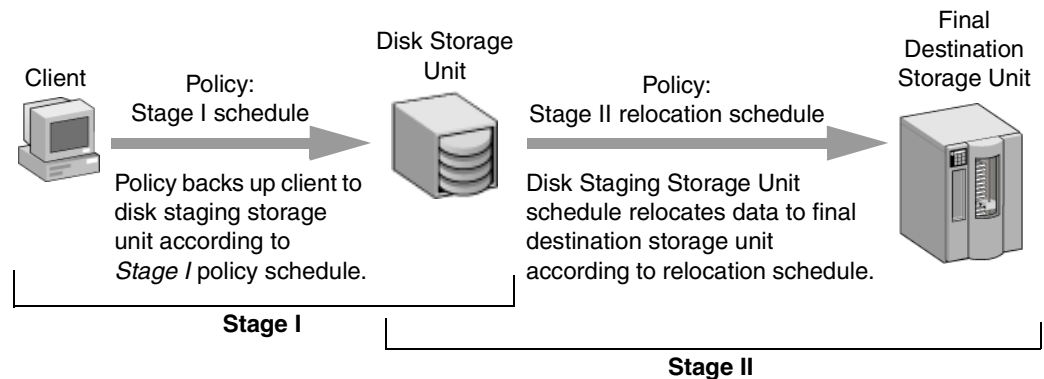 Client
Policy:
Stage I schedule
Policy backs up client to
disk staging storage
unit according to
Stage I policy schedule.
Disk Storage
Unit
Policy:
Stage II relocation schedule
Disk Staging Storage Unit
schedule relocates data to final
destination storage unit
according to relocation schedule.
Final
Destination
Storage Unit
Stage I
Stage II